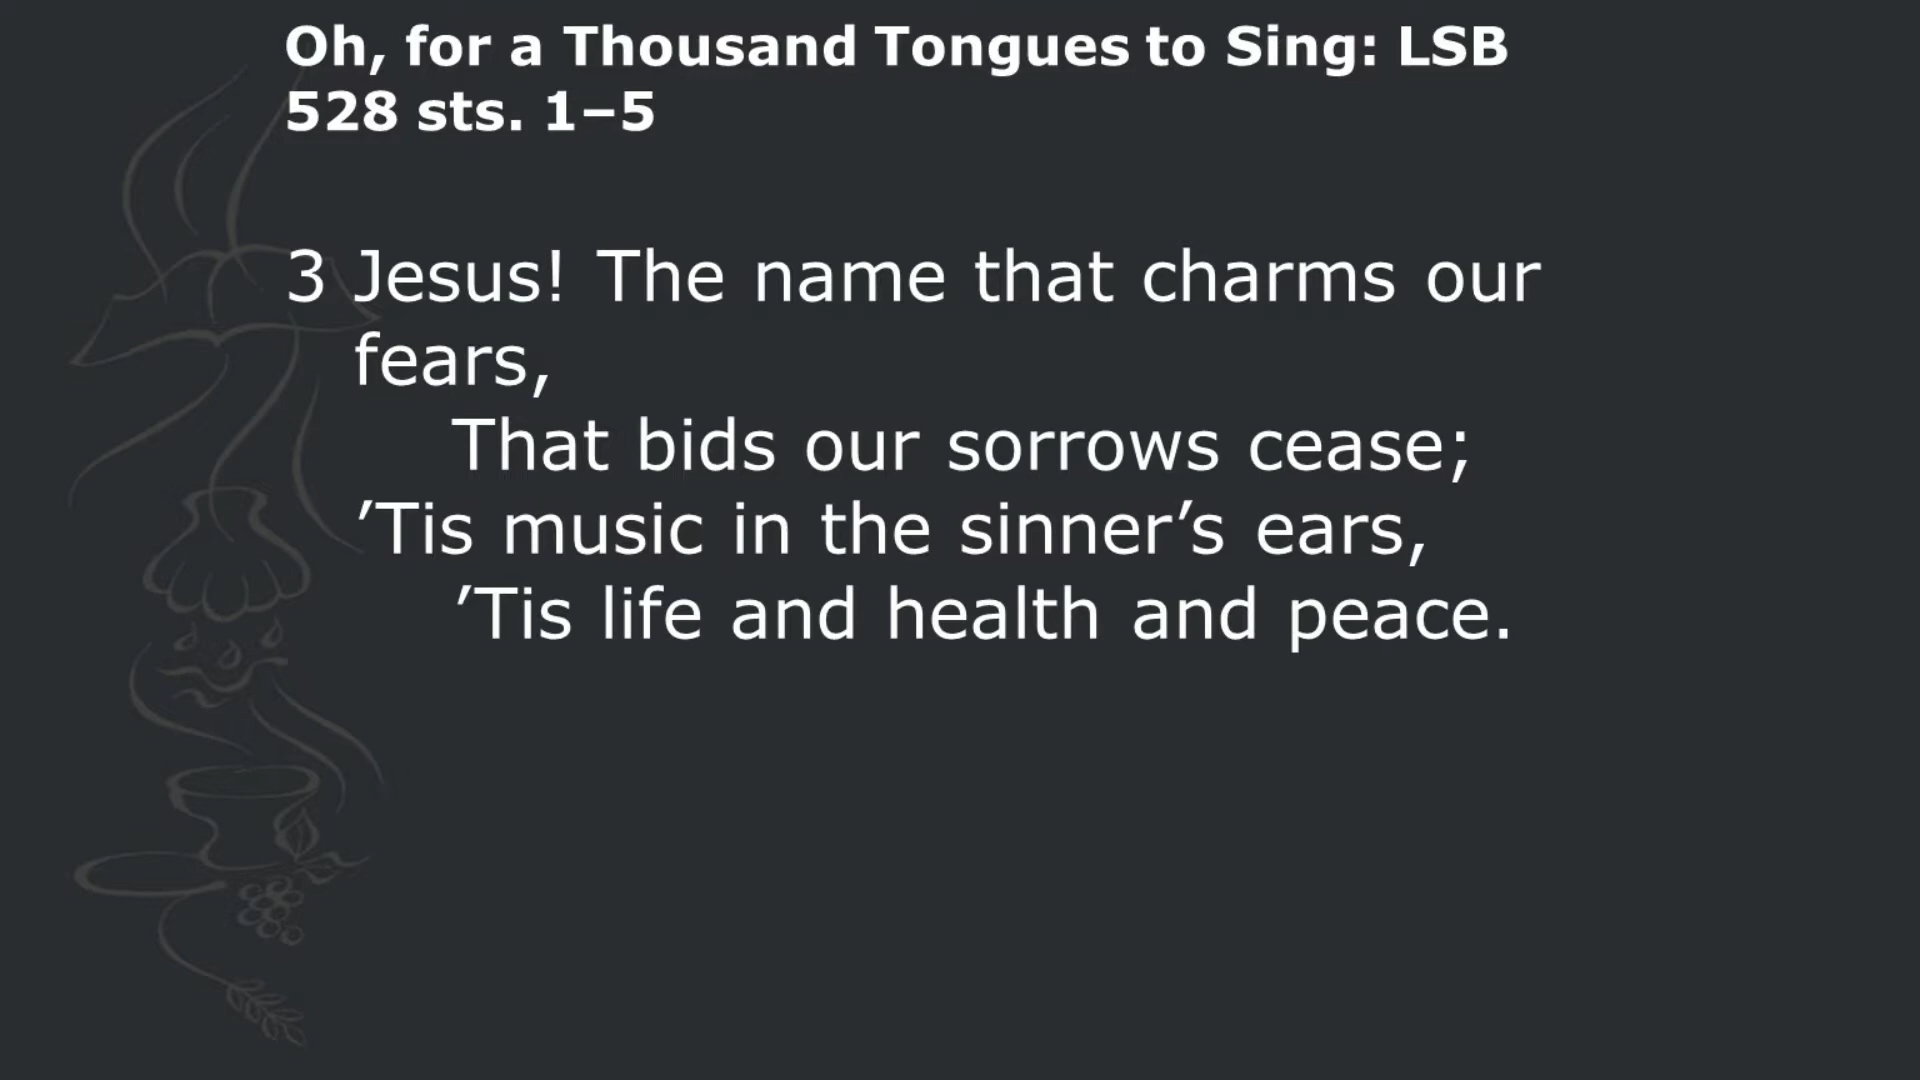 Oh, for a Thousand Tongues to Sing: LSB
528 sts. 1–5
3 Jesus! The name that charms our
fears,
That bids our sorrows cease;
’Tis music in the sinner’s ears,
’Tis life and health and peace.